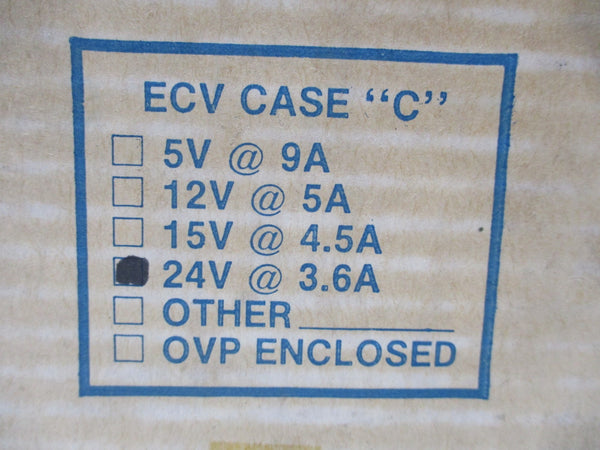 ECV CASE “C”
5V @ 9A
12V @ 5A
15V @ 4.5A
24V @ 3.6A
OTHER
OVP ENCLOSED